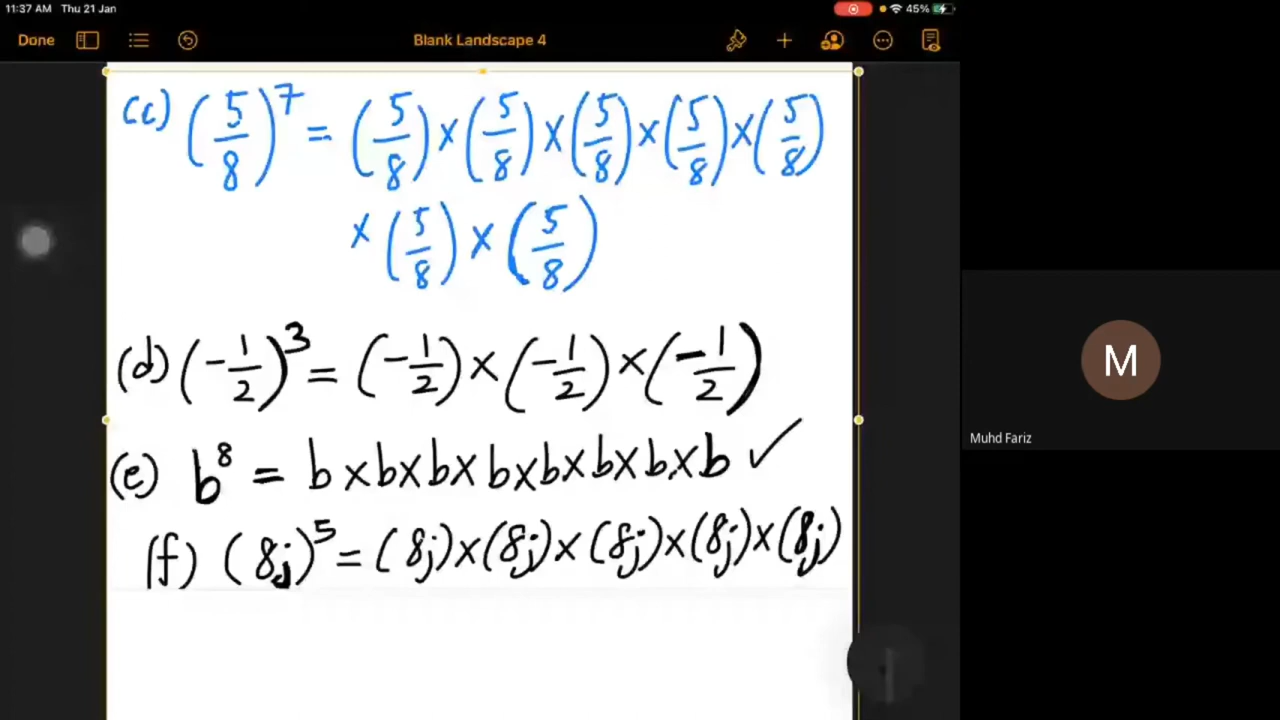 11:37 AM Thu 21 Jan
45%
Done
Blank Landscape 4
(c) (5/8)^7 = (5/8) × (5/8) × (5/8) × (5/8) × (5/8)
× (5/8) × (5/8)
(d) (-1/2)^3 = (-1/2) × (-1/2) × (-1/2)
(e) b^8 = b × b × b × b × b × b × b × b ✓
(f) (8j)^5 = (8j) × (8j) × (8j) × (8j) × (8j)
M
Muhd Fariz